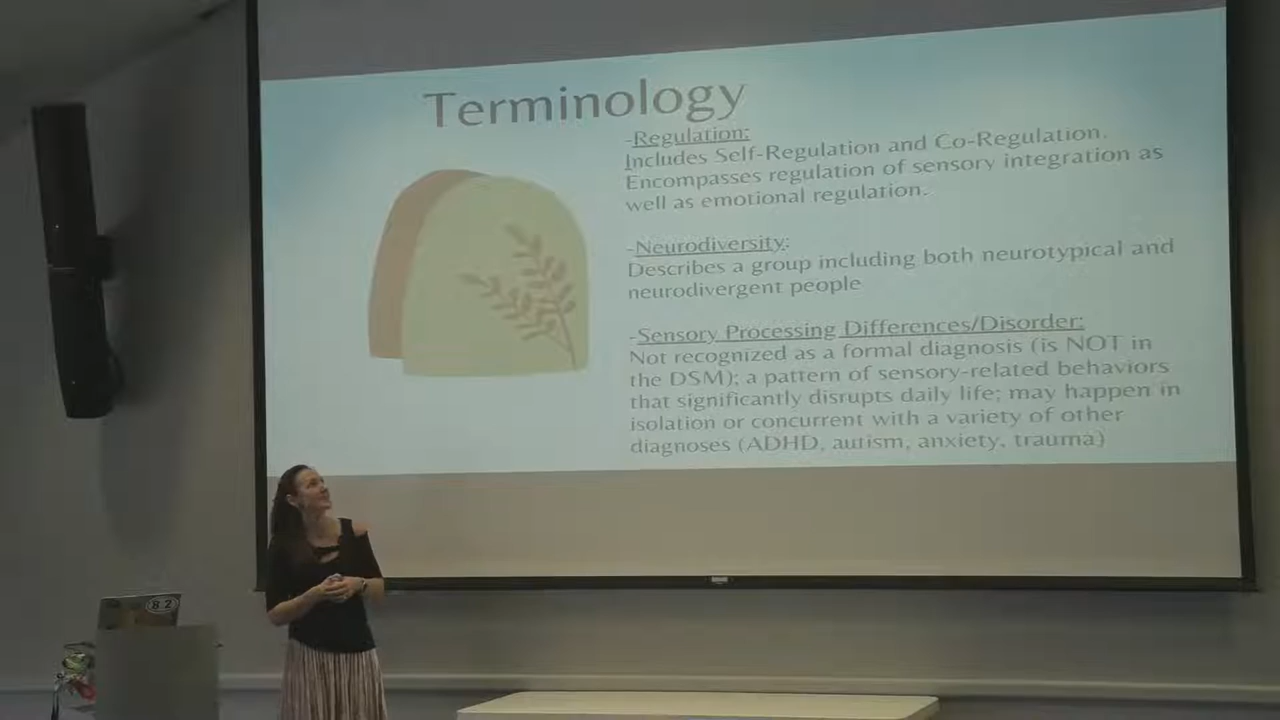 Terminology
-Regulation:
Includes Self-Regulation and Co-Regulation.
Encompasses regulation of sensory integration as
well as emotional regulation.
-Neurodiversity:
Describes a group including both neurotypical and
neurodivergent people
-Sensory Processing Differences/Disorder:
Not recognized as a formal diagnosis (is NOT in
the DSM); a pattern of sensory-related behaviors
that significantly disrupts daily life; may happen in
isolation or concurrent with a variety of other
diagnoses (ADHD, autism, anxiety, trauma)
8.2